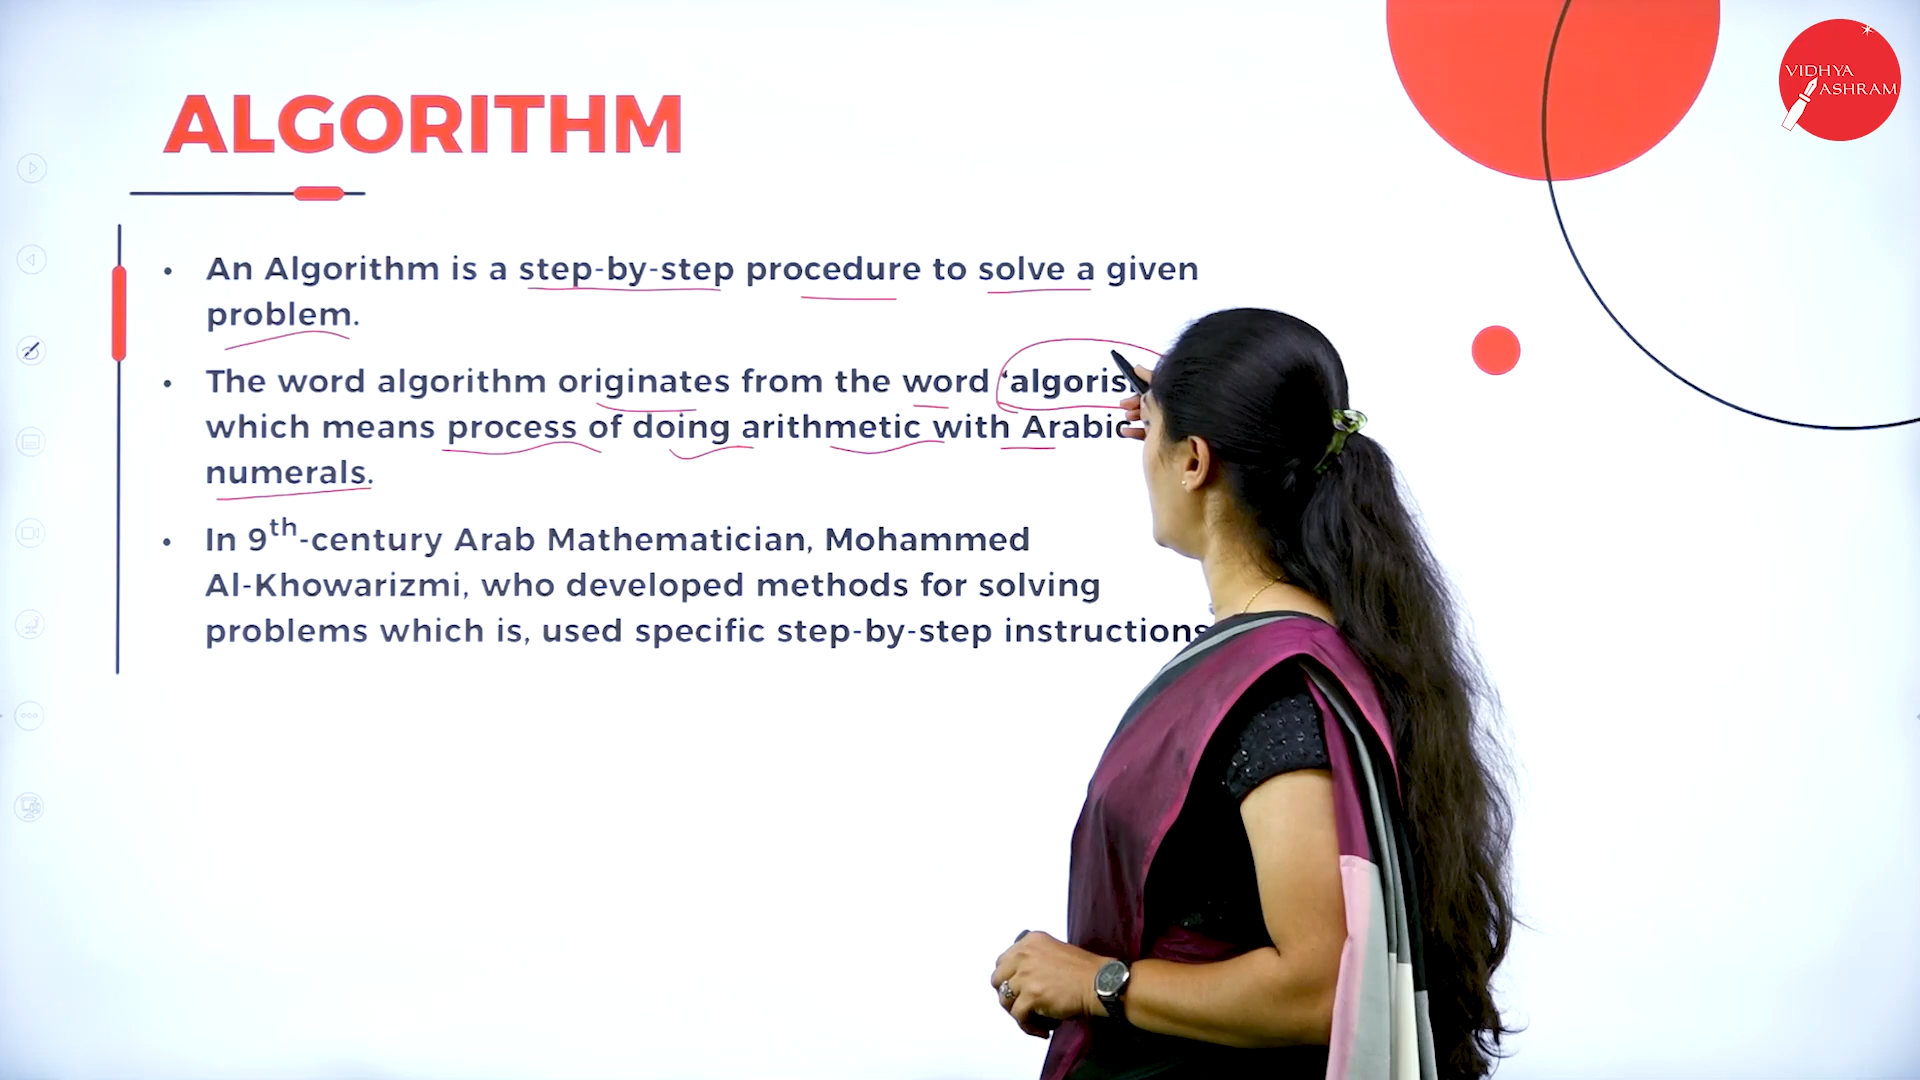 VIDHYA
ASHRAM
ALGORITHM
• An Algorithm is a step-by-step procedure to solve a given
problem.
• The word algorithm originates from the word
which means process of doing arithmetic with Arabic
numerals.
• In 9th-century Arab Mathematician, Mohammed
Al-Khowarizmi, who developed methods for solving
problems which is, used specific step-by-step instructions